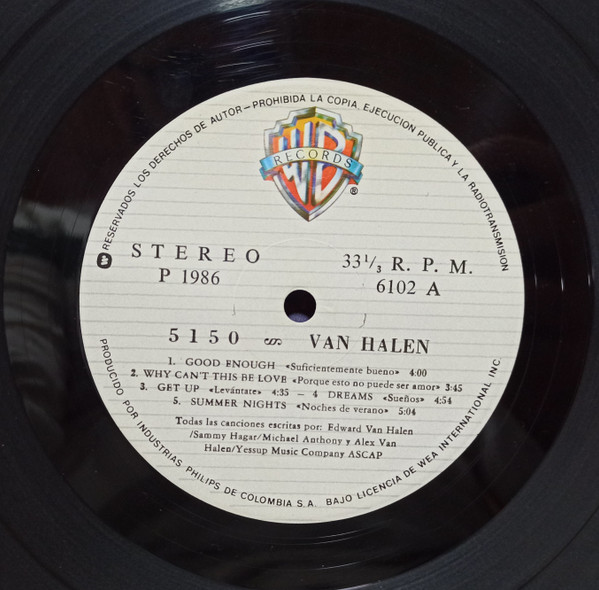 RESERVADOS LOS DERECHOS DE AUTOR – PROHIBIDA LA COPIA, EJECUCION PUBLICA Y LA RADIOTRANSMISION
WB
RECORDS
®
STEREO
33 1/3 R. P. M.
P 1986
6102 A
5150 VAN HALEN
1. GOOD ENOUGH «Suficientemente bueno» 4:00
2. WHY CAN'T THIS BE LOVE «Porque esto no puede ser amor» 3:45
3. GET UP «Levántate» 4:35 – 4 DREAMS «Sueños» 4:54
5. SUMMER NIGHTS «Noches de verano» 5:04
Todas las canciones escritas por: Edward Van Halen
/Sammy Hagar/Michael Anthony y Alex Van
Halen/Yessup Music Company ASCAP
PRODUCIDO POR INDUSTRIAS PHILIPS DE COLOMBIA S.A. BAJO LICENCIA DE WEA INTERNATIONAL INC.